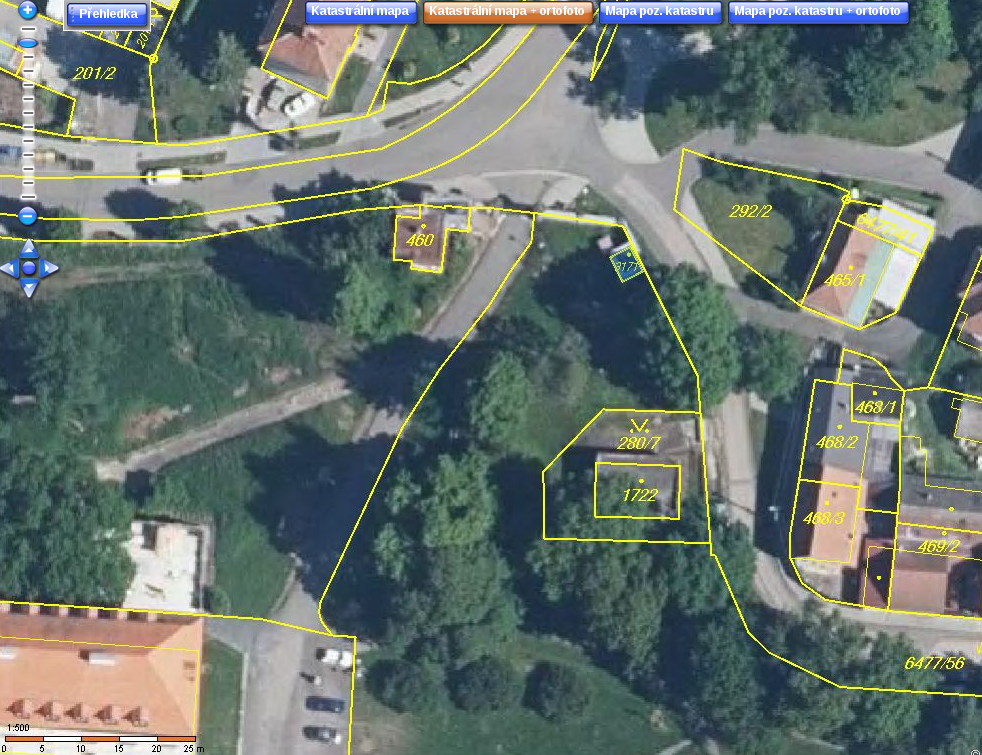 Přehledka
Katastrální mapa
Katastrální mapa + ortofoto
Mapa poz. katastru
Mapa poz. katastru + ortofoto
201/2
292/2
460
465/1
468/1
468/2
280/7
1722
468/3
469/2
6477/56
1:500
0 5 10 15 20 25 m